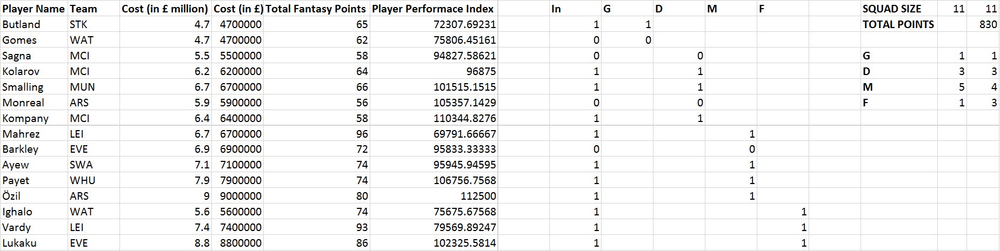 Player Name Team Cost (in £ million) Cost (in £) Total Fantasy Points Player Performace Index In G D M F SQUAD SIZE 11 11
Butland STK 4.7 4700000 65 72307.69231 1 1 TOTAL POINTS 830
Gomes WAT 4.7 4700000 62 75806.45161 0 0
Sagna MCI 5.5 5500000 58 94827.58621 0 0 G 1 1
Kolarov MCI 6.2 6200000 64 96875 1 1 D 3 3
Smalling MUN 6.7 6700000 66 101515.1515 1 1 M 5 4
Monreal ARS 5.9 5900000 56 105357.1429 0 0 F 1 3
Kompany MCI 6.4 6400000 58 110344.8276 1 1
Mahrez LEI 6.7 6700000 96 69791.66667 1 1
Barkley EVE 6.9 6900000 72 95833.33333 0 0
Ayew SWA 7.1 7100000 74 95945.94595 1 1
Payet WHU 7.9 7900000 74 106756.7568 1 1
Özil ARS 9 9000000 80 112500 1 1
Ighalo WAT 5.6 5600000 74 75675.67568 1 1
Vardy LEI 7.4 7400000 93 79569.89247 1 1
Lukaku EVE 8.8 8800000 86 102325.5814 1 1